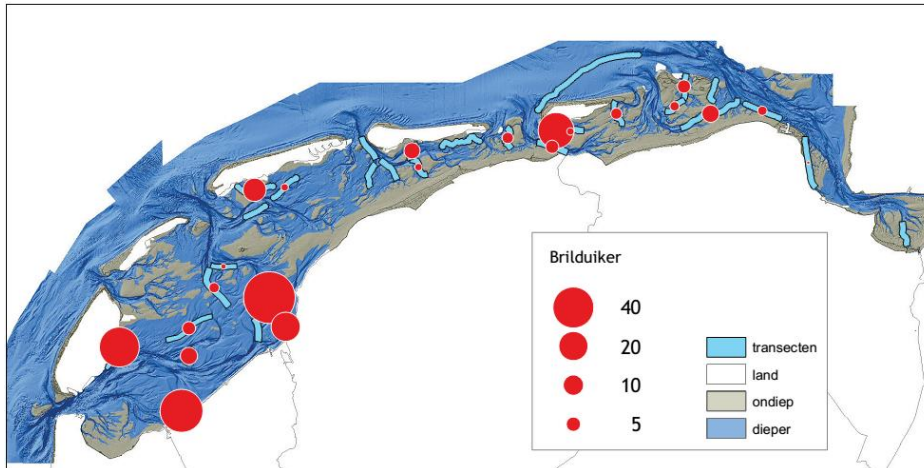 Brilduiker
40
20
10
5
transecten
land
ondiep
dieper